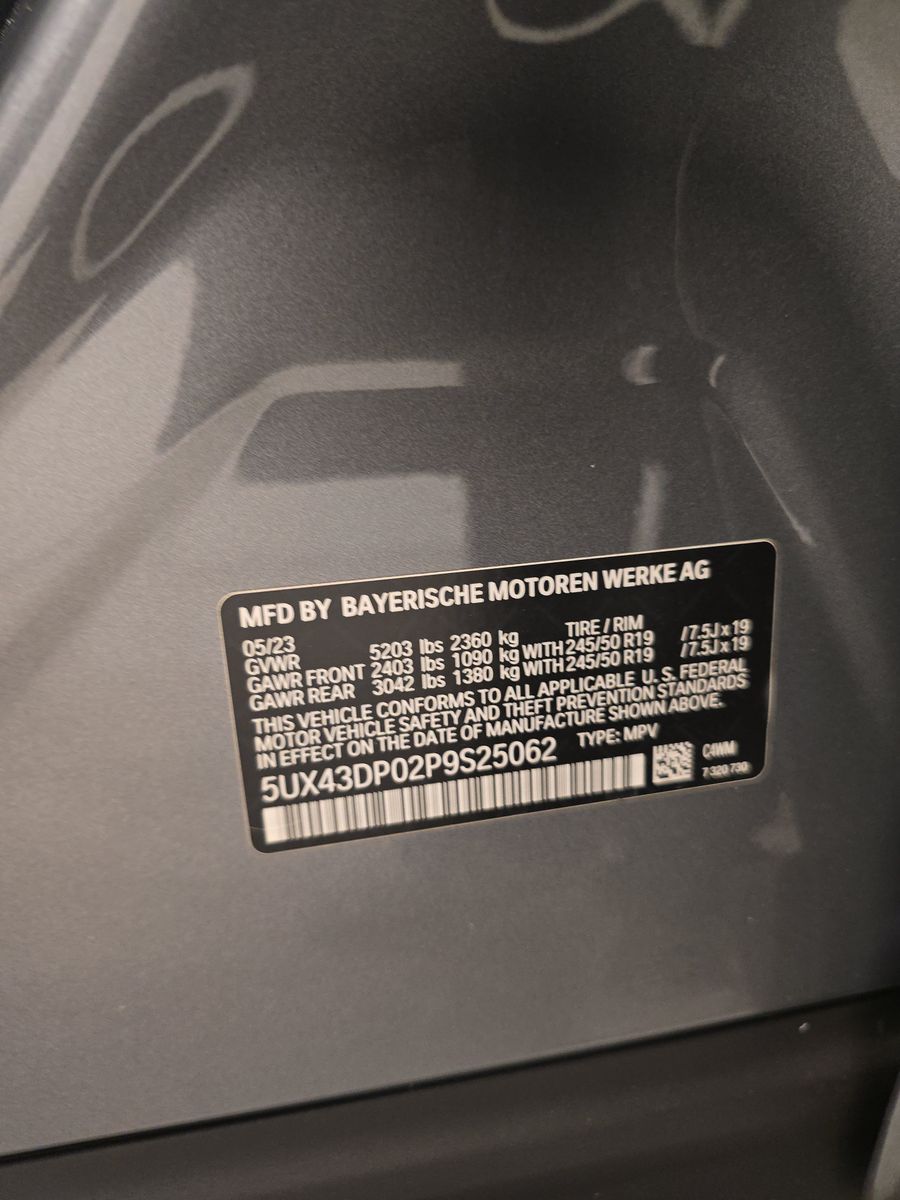 MFD BY BAYERISCHE MOTOREN WERKE AG
05/23 TIRE / RIM
GVWR 5203 lbs 2360 kg
GAWR FRONT 2403 lbs 1090 kg WITH 245/50 R19 /7.5J x 19
GAWR REAR 3042 lbs 1380 kg WITH 245/50 R19 /7.5J x 19
THIS VEHICLE CONFORMS TO ALL APPLICABLE U. S. FEDERAL
MOTOR VEHICLE SAFETY AND THEFT PREVENTION STANDARDS
IN EFFECT ON THE DATE OF MANUFACTURE SHOWN ABOVE.
5UX43DP02P9S25062 TYPE: MPV
C4WM
7 320 730